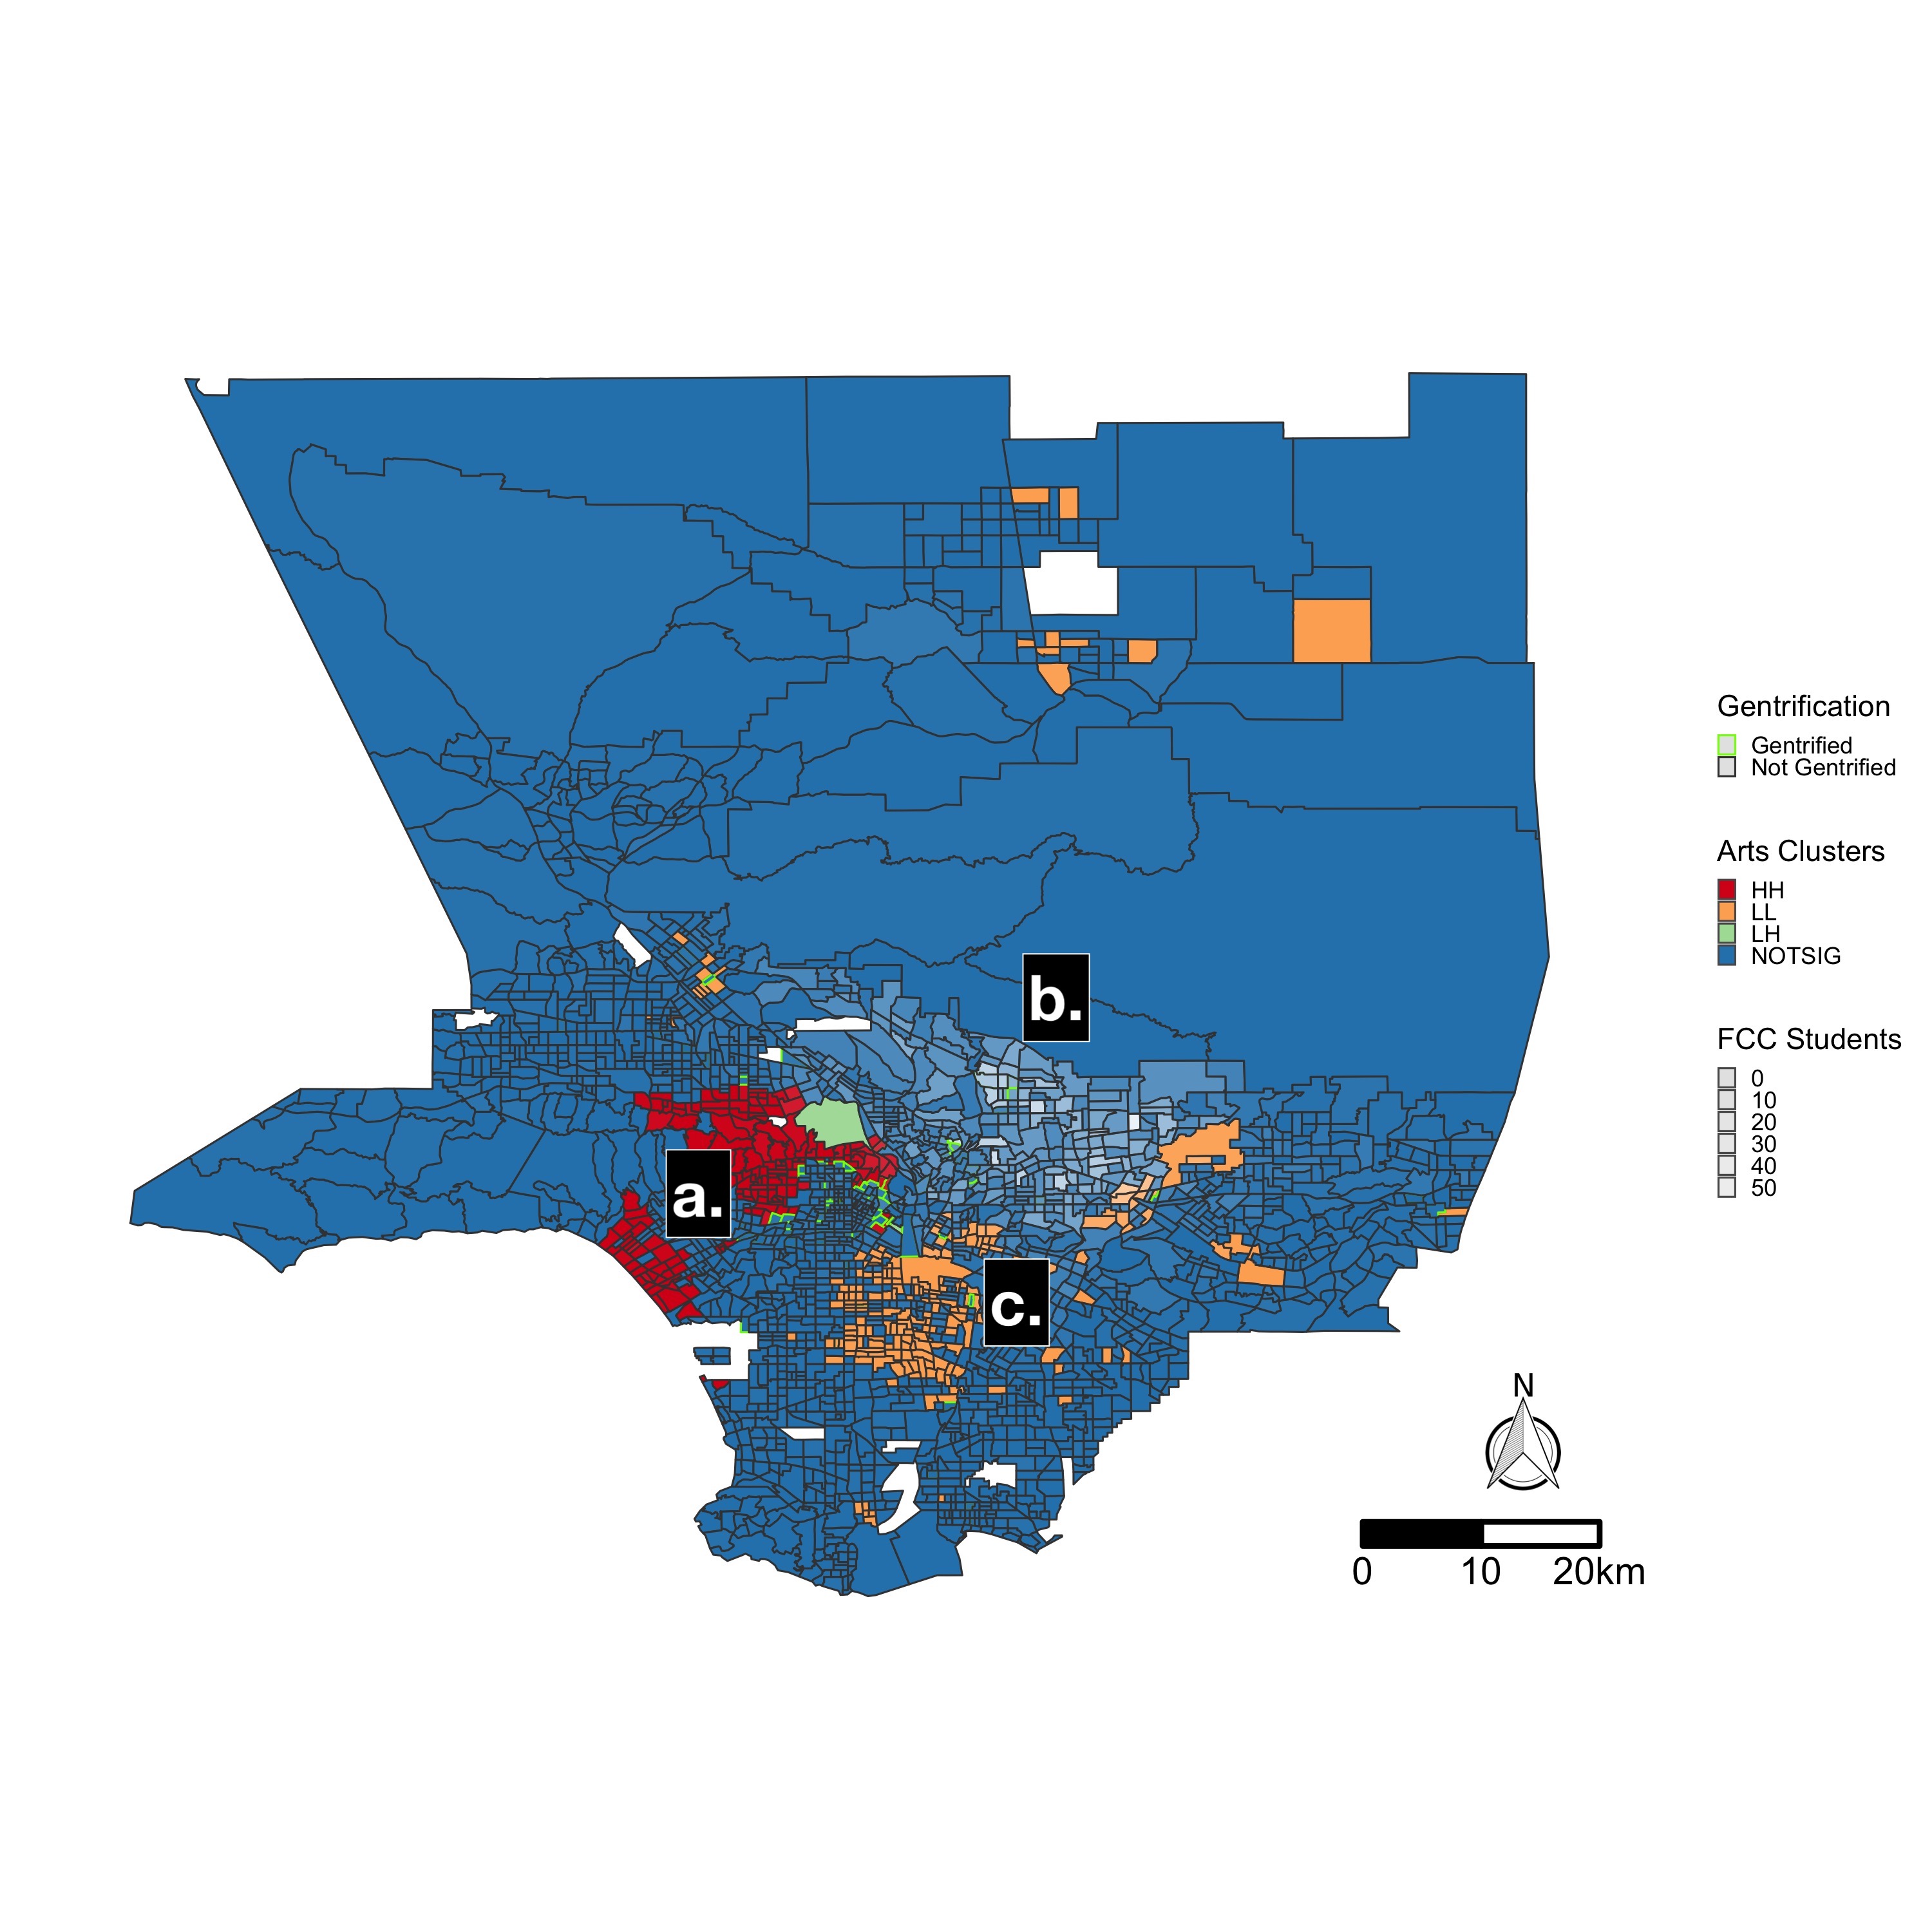 Gentrification
Gentrified
Not Gentrified
Arts Clusters
HH
LL
LH
NOTSIG
FCC Students
0
10
20
30
40
50
b.
a.
c.
N
0 10 20km